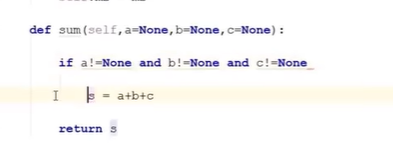 def sum(self,a=None,b=None,c=None):
if a!=None and b!=None and c!=None
s = a+b+c
return s